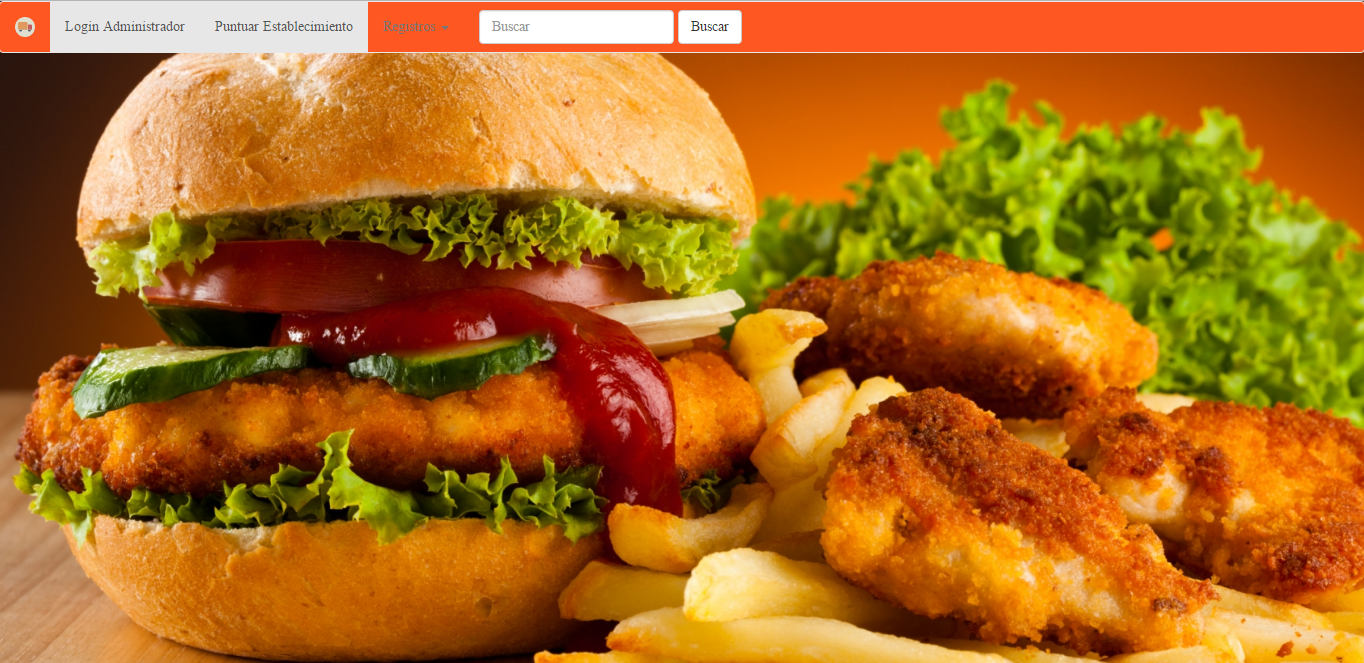 Login Administrador Puntuar Establecimiento Registros Buscar Buscar